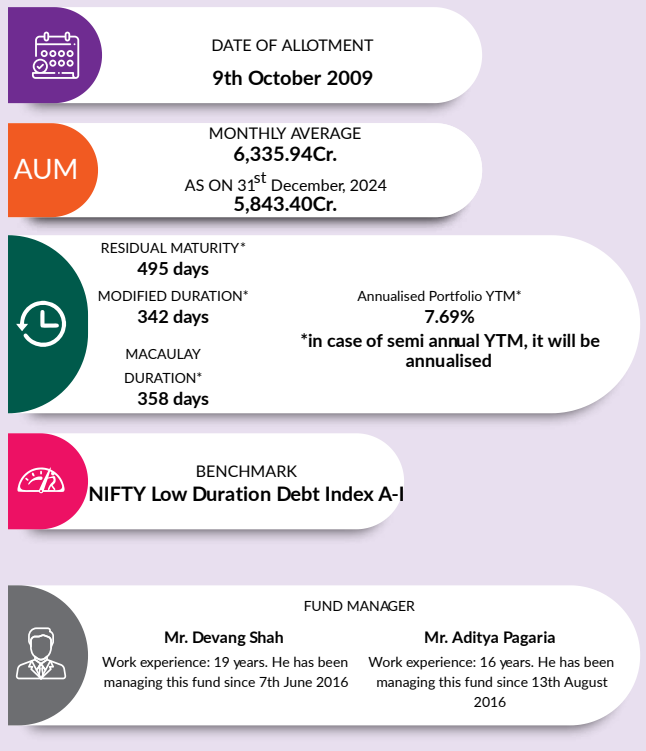 DATE OF ALLOTMENT
9th October 2009
AUM
MONTHLY AVERAGE
6,335.94Cr.
AS ON 31st December, 2024
5,843.40Cr.
RESIDUAL MATURITY*
495 days
MODIFIED DURATION*
342 days
MACAULAY
DURATION*
358 days
Annualised Portfolio YTM*
7.69%
*in case of semi annual YTM, it will be
annualised
BENCHMARK
NIFTY Low Duration Debt Index A-I
FUND MANAGER
Mr. Devang Shah
Work experience: 19 years. He has been
managing this fund since 7th June 2016
Mr. Aditya Pagaria
Work experience: 16 years. He has been
managing this fund since 13th August
2016